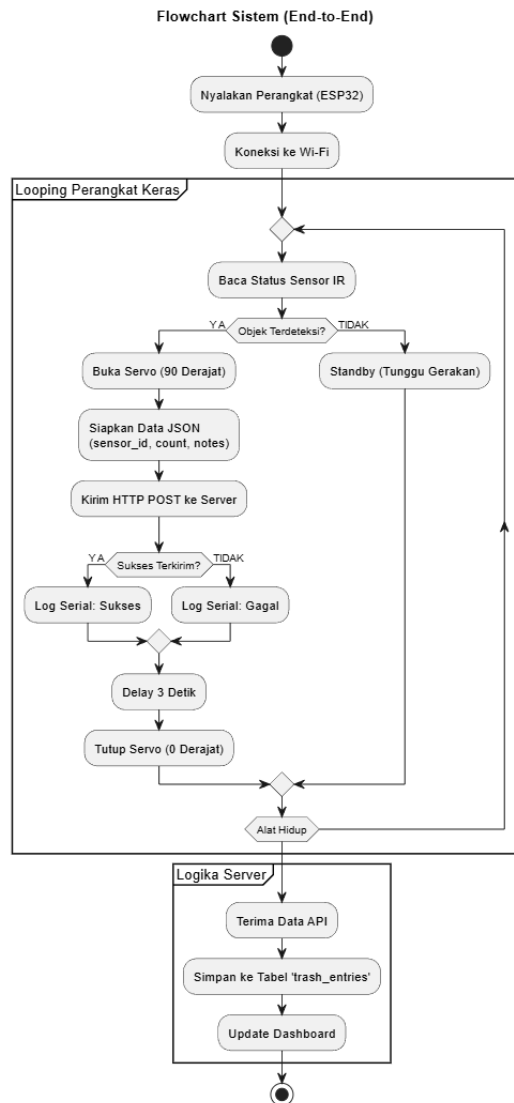 Flowchart Sistem (End-to-End)
Nyalakan Perangkat (ESP32)
Koneksi ke Wi-Fi
Looping Perangkat Keras
Baca Status Sensor IR
YA
Objek Terdeteksi?
TIDAK
Buka Servo (90 Derajat)
Standby (Tunggu Gerakan)
Siapkan Data JSON
(sensor_id, count, notes)
Kirim HTTP POST ke Server
YA
Sukses Terkirim?
TIDAK
Log Serial: Sukses
Log Serial: Gagal
Delay 3 Detik
Tutup Servo (0 Derajat)
Alat Hidup
Logika Server
Terima Data API
Simpan ke Tabel 'trash_entries'
Update Dashboard